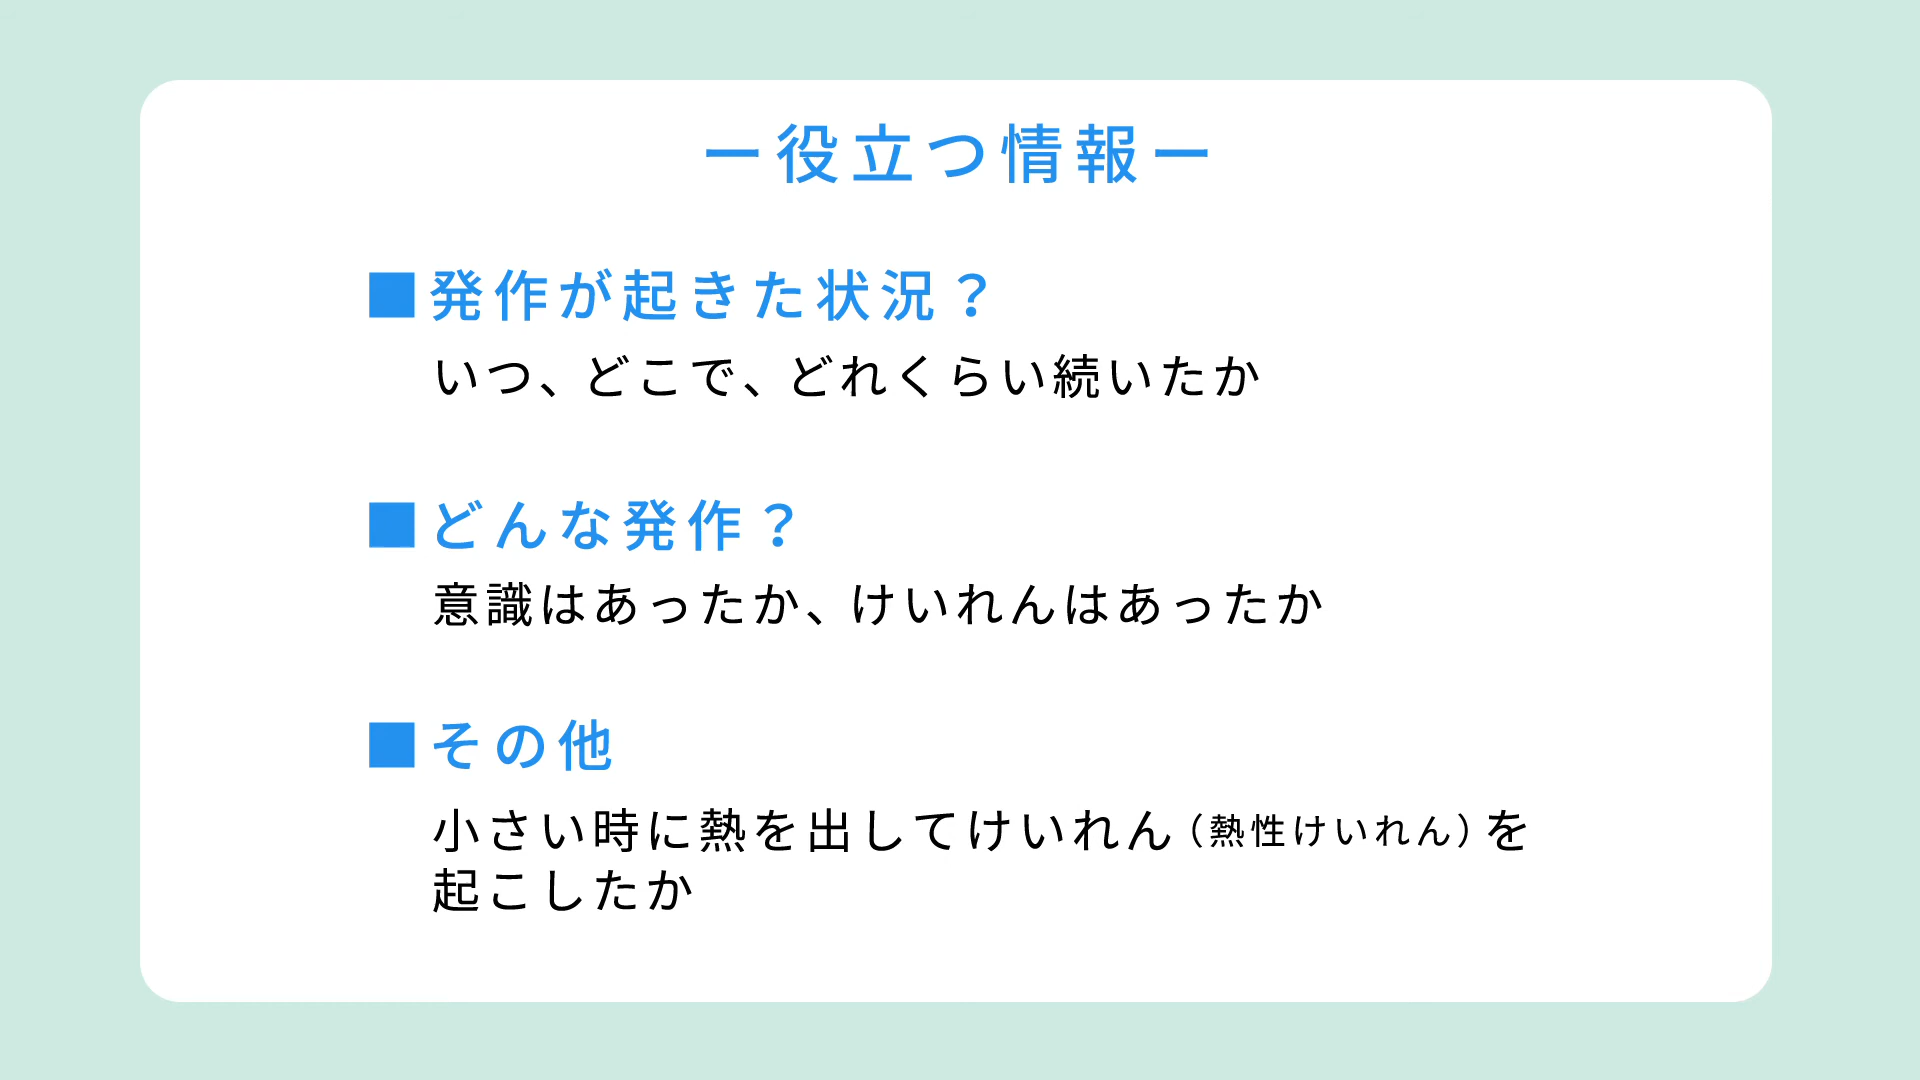 ー役立つ情報ー
■発作が起きた状況？
いつ、どこで、どれくらい続いたか
■どんな発作？
意識はあったか、けいれんはあったか
■その他
小さい時に熱を出してけいれん（熱性けいれん）を
起こしたか